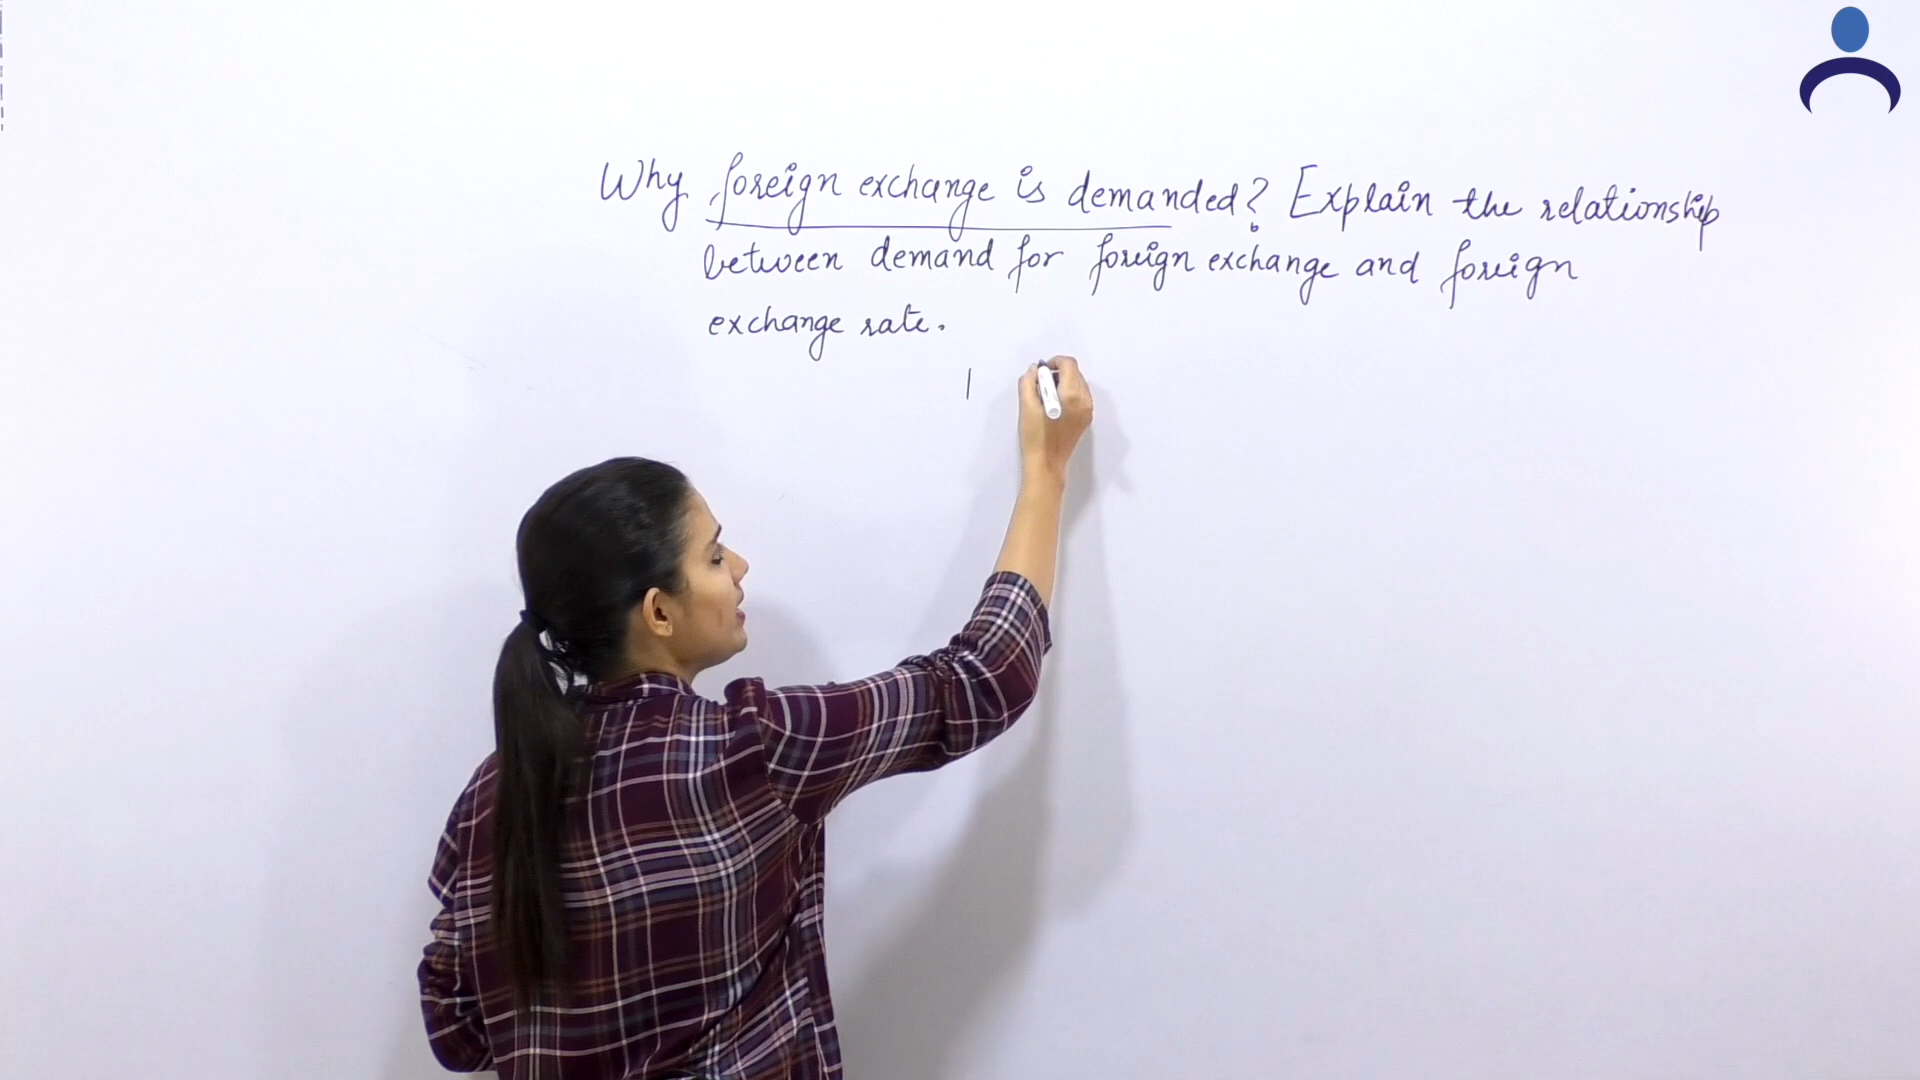 Why foreign exchange is demanded? Explain the relationship
between demand for foreign exchange and foreign
exchange rate.